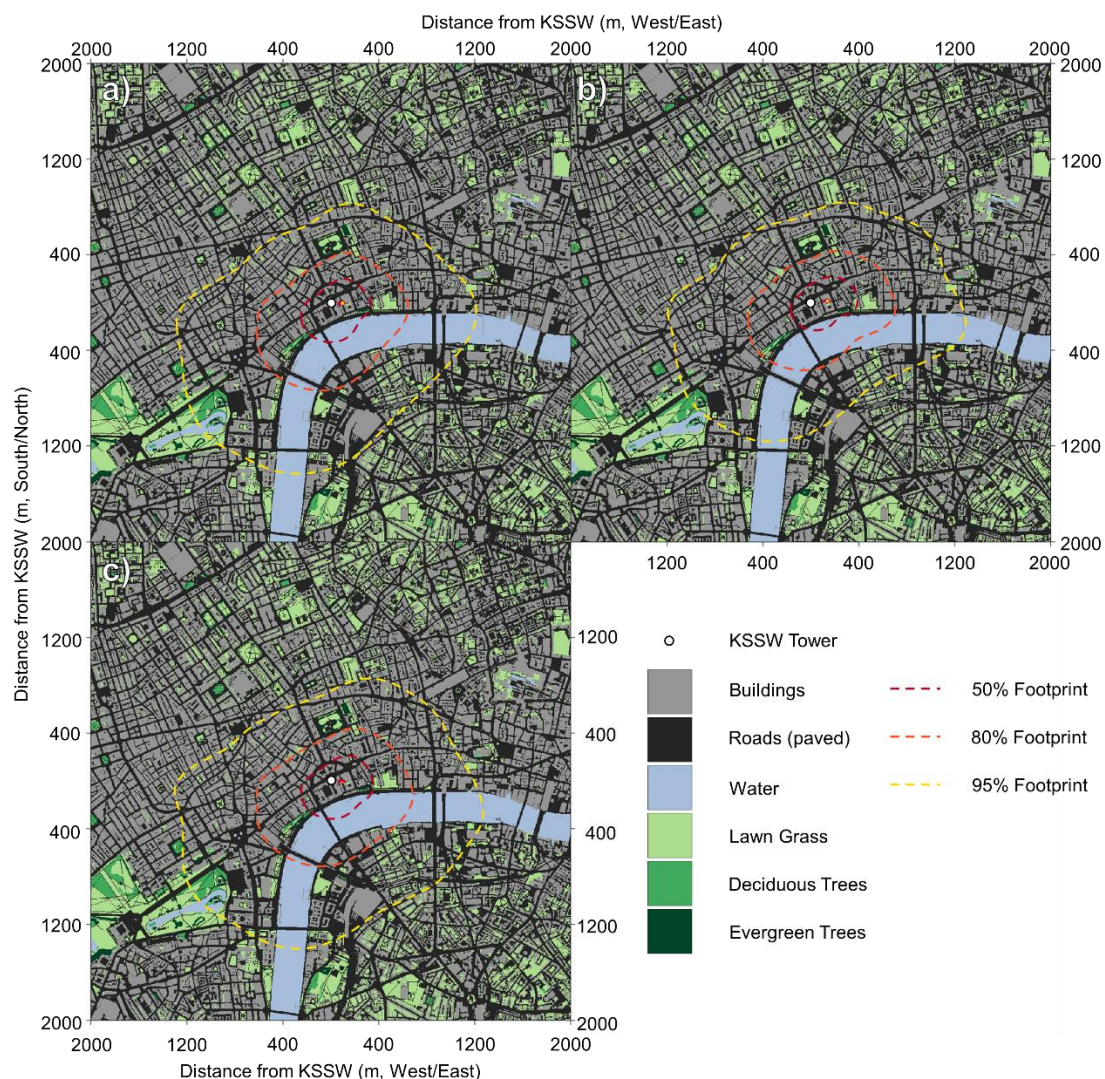 Distance from KSSW (m, West/East)
2000 1200 400 400 1200 400 400 1200 2000
2000 a) b) 2000
1200 1200
400 400
400 400
1200 1200
2000 2000
1200 400 400 1200 2000
Distance from KSSW (m, South/North)
c)
1200 1200
400 400
400 400
1200 1200
2000 2000
2000 1200 400 400 1200 2000
Distance from KSSW (m, West/East)
KSSW Tower
Buildings
Roads (paved)
Water
Lawn Grass
Deciduous Trees
Evergreen Trees
50% Footprint
80% Footprint
95% Footprint